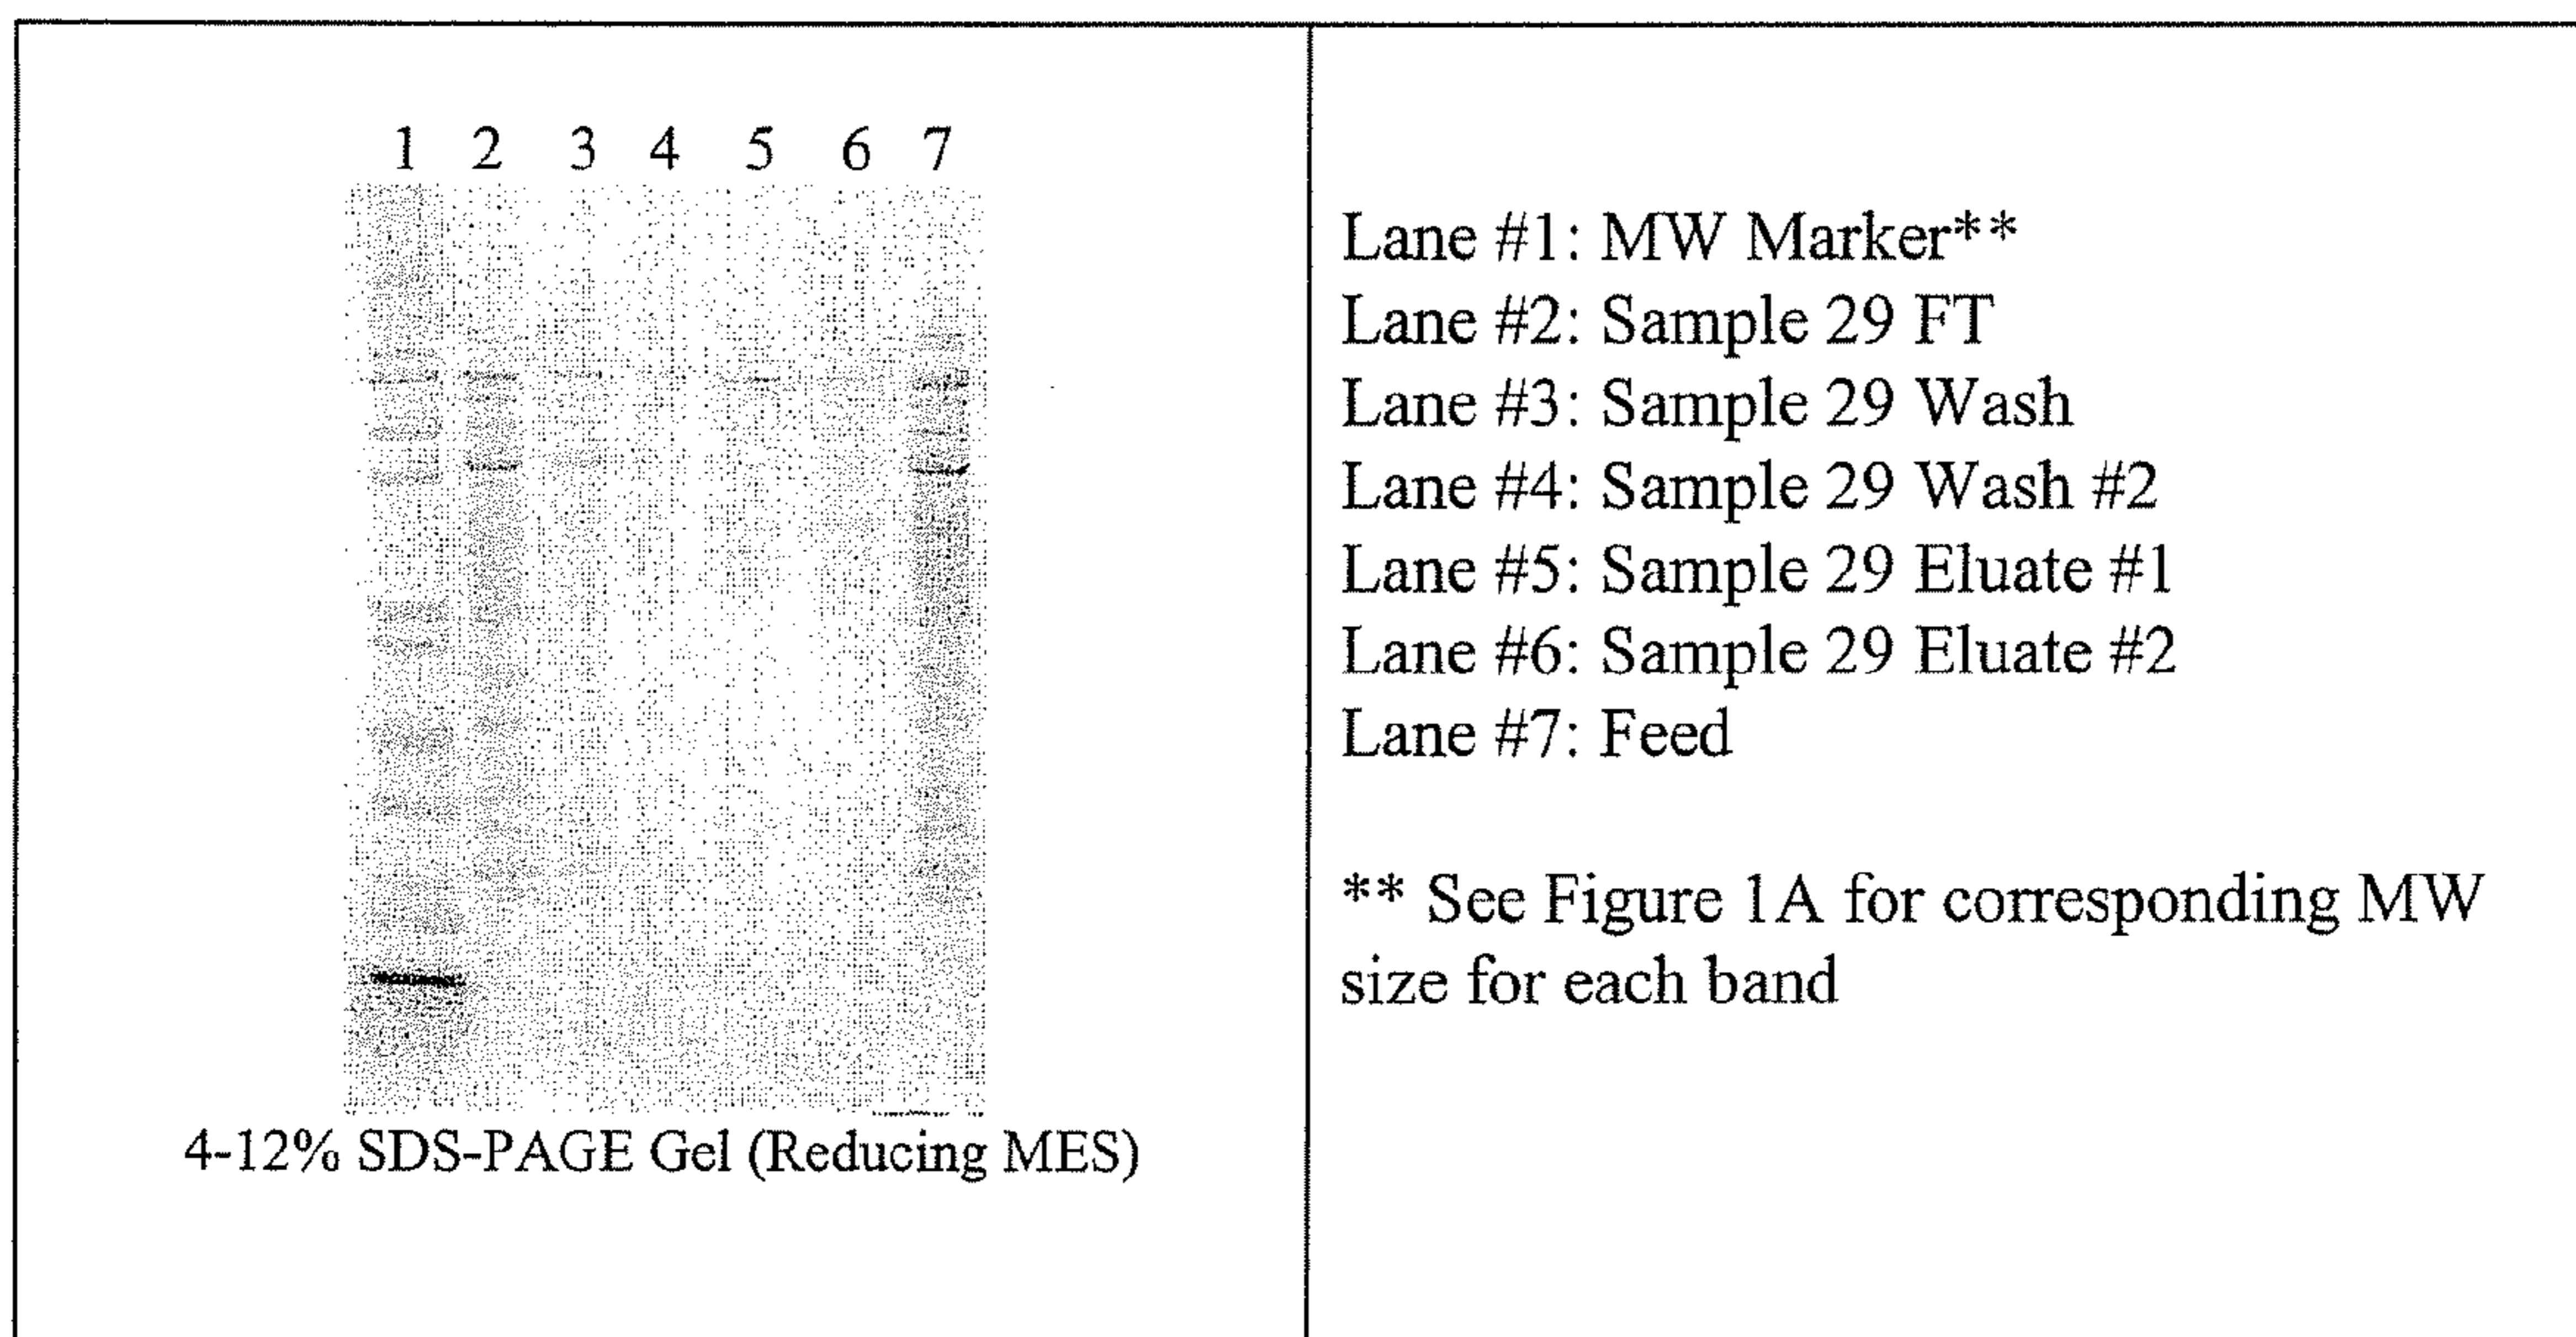 1 2 3 4 5 6 7
4-12% SDS-PAGE Gel (Reducing MES)
Lane #1: MW Marker**
Lane #2: Sample 29 FT
Lane #3: Sample 29 Wash
Lane #4: Sample 29 Wash #2
Lane #5: Sample 29 Eluate #1
Lane #6: Sample 29 Eluate #2
Lane #7: Feed
** See Figure 1A for corresponding MW
size for each band